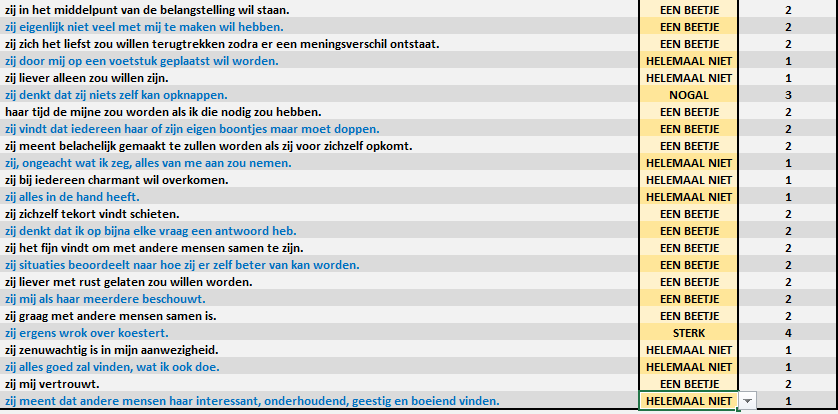 zij in het middelpunt van de belangstelling wil staan. EEN BEETJE 2
zij eigenlijk niet veel met mij te maken wil hebben. EEN BEETJE 2
zij zich het liefst zou willen terugtrekken zodra er een meningsverschil ontstaat. EEN BEETJE 2
zij door mij op een voetstuk geplaatst wil worden. HELEMAAL NIET 1
zij liever alleen zou willen zijn. HELEMAAL NIET 1
zij denkt dat zij niets zelf kan opknappen. NOGAL 3
haar tijd de mijne zou worden als ik die nodig zou hebben. EEN BEETJE 2
zij vindt dat iedereen haar of zijn eigen boontjes maar moet doppen. EEN BEETJE 2
zij meent belachelijk gemaakt te zullen worden als zij voor zichzelf opkomt. EEN BEETJE 2
zij, ongeacht wat ik zeg, alles van me aan zou nemen. HELEMAAL NIET 1
zij bij iedereen charmant wil overkomen. HELEMAAL NIET 1
zij alles in de hand heeft. HELEMAAL NIET 1
zij zichzelf tekort vindt schieten. EEN BEETJE 2
zij denkt dat ik op bijna elke vraag een antwoord heb. EEN BEETJE 2
zij het fijn vindt om met andere mensen samen te zijn. EEN BEETJE 2
zij situaties beoordeelt naar hoe zij er zelf beter van kan worden. EEN BEETJE 2
zij liever met rust gelaten zou willen worden. EEN BEETJE 2
zij mij als haar meerdere beschouwt. EEN BEETJE 2
zij graag met andere mensen samen is. EEN BEETJE 2
zij ergens wrok over koestert. STERK 4
zij zenuwachtig is in mijn aanwezigheid. HELEMAAL NIET 1
zij alles goed zal vinden, wat ik ook doe. HELEMAAL NIET 1
zij mij vertrouwt. EEN BEETJE 2
zij meent dat andere mensen haar interessant, onderhoudend, geestig en boeiend vinden. HELEMAAL NIET 1